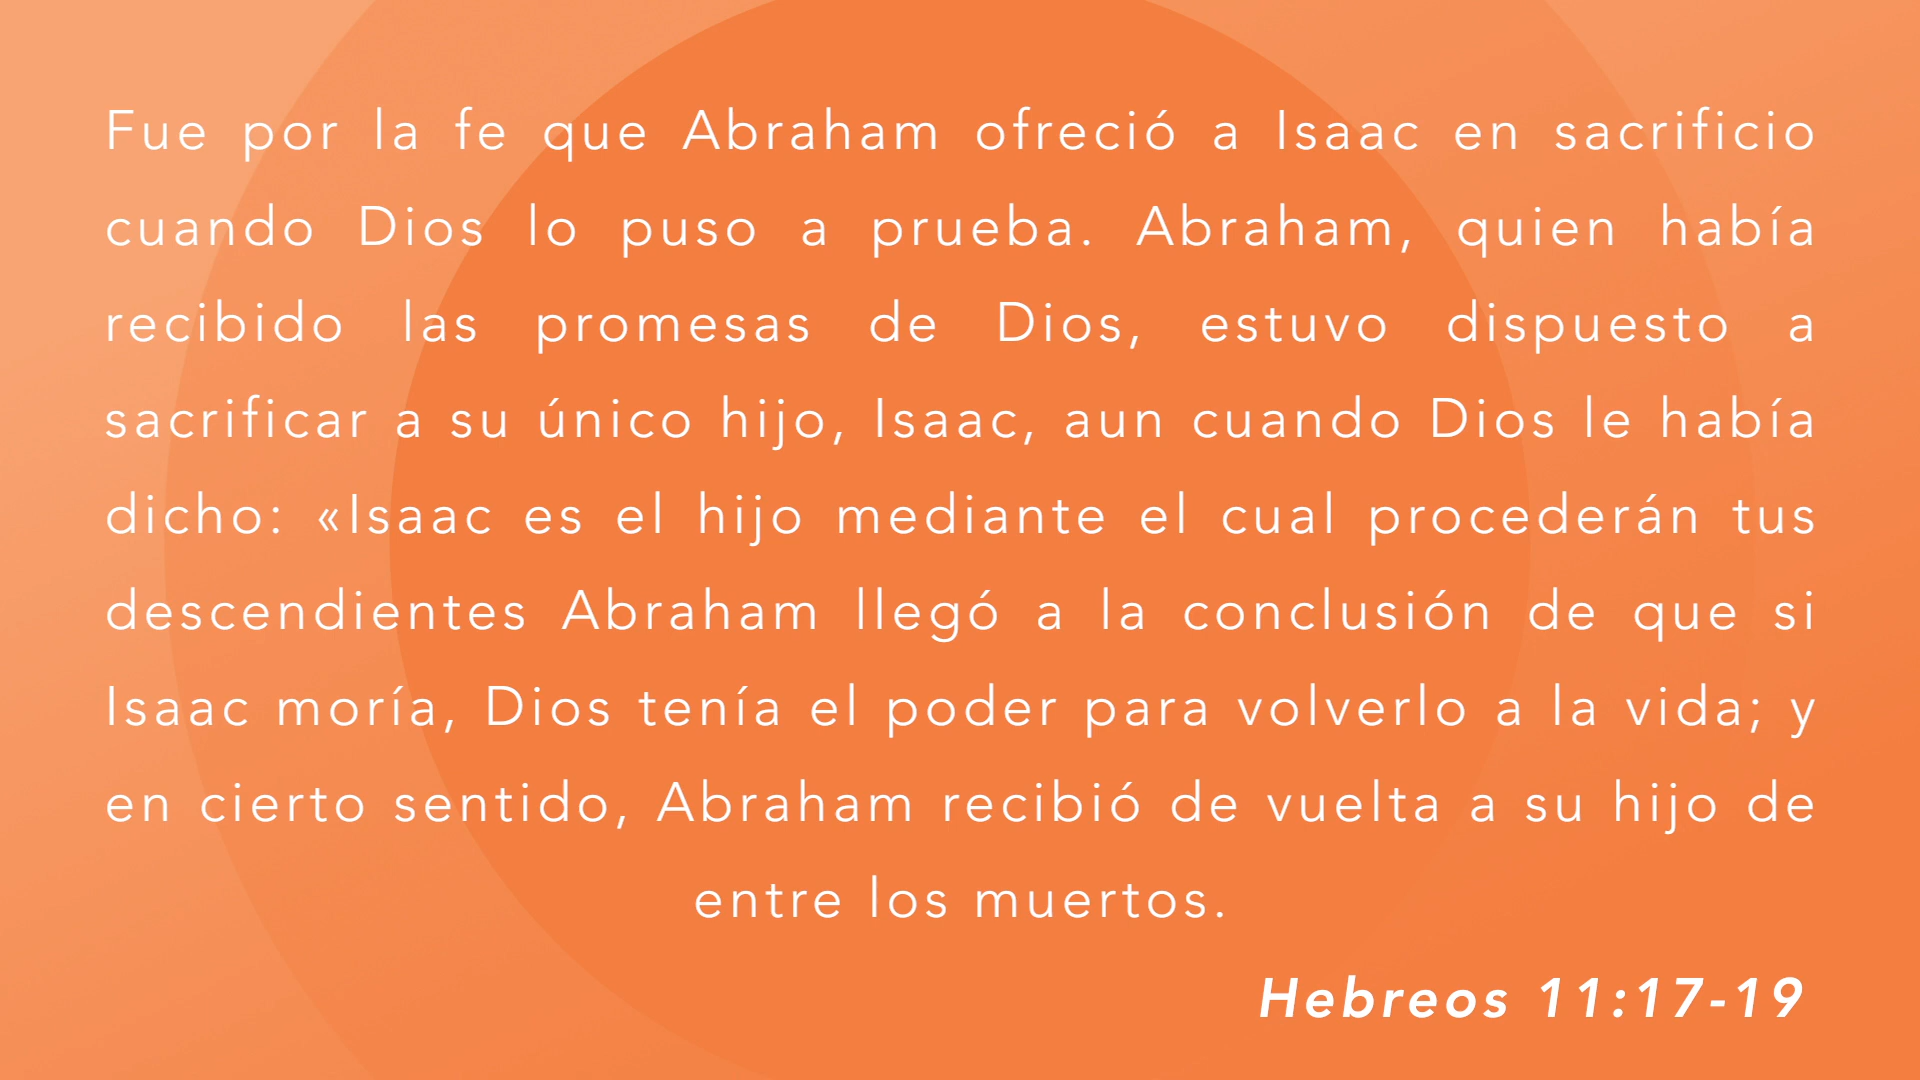 Fue por la fe que Abraham ofreció a Isaac en sacrificio
cuando Dios lo puso a prueba. Abraham, quien había
recibido las promesas de Dios, estuvo dispuesto a
sacrificar a su único hijo, Isaac, aun cuando Dios le había
dicho: «Isaac es el hijo mediante el cual procederán tus
descendientes Abraham llegó a la conclusión de que si
Isaac moría, Dios tenía el poder para volverlo a la vida; y
en cierto sentido, Abraham recibió de vuelta a su hijo de
entre los muertos.
Hebreos 11:17-19